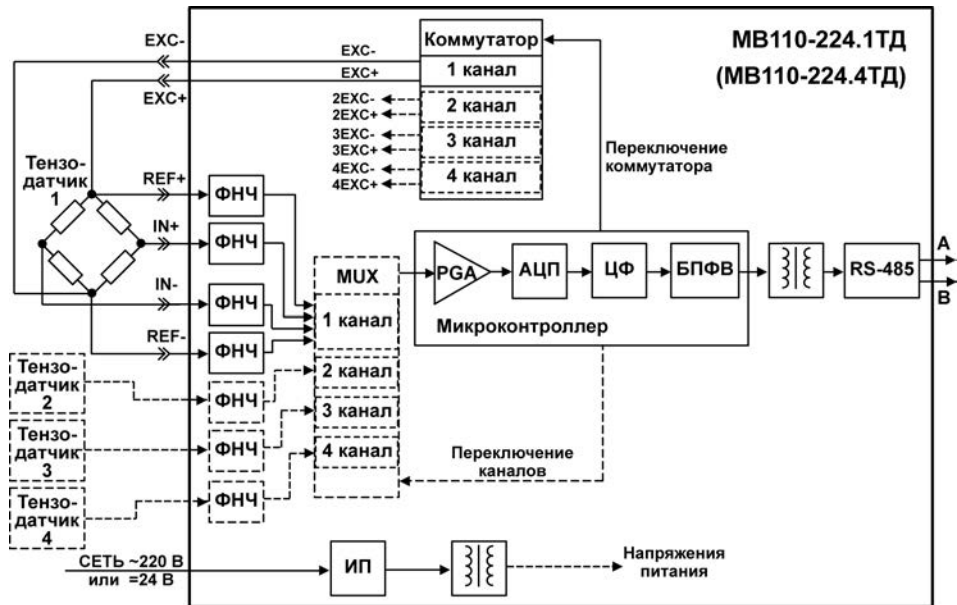 МВ110-224.1ТД
(МВ110-224.4ТД)
EXC-
EXC+
EXC-
EXC+
Коммутатор
1 канал
2 канал
3 канал
4 канал
2EXC-
2EXC+
3EXC-
3EXC+
4EXC-
4EXC+
Переключение
коммутатора
Тензо-
датчик
1
REF+
IN+
IN-
REF-
ФНЧ
ФНЧ
ФНЧ
ФНЧ
ФНЧ
ФНЧ
ФНЧ
MUX
1 канал
2 канал
3 канал
4 канал
PGA
АЦП
ЦФ
БПФВ
Микроконтроллер
RS-485
A
B
Тензо-
датчик
2
Тензо-
датчик
3
Тензо-
датчик
4
Переключение
каналов
СЕТЬ ~220 В
или =24 В
ИП
Напряжения
питания